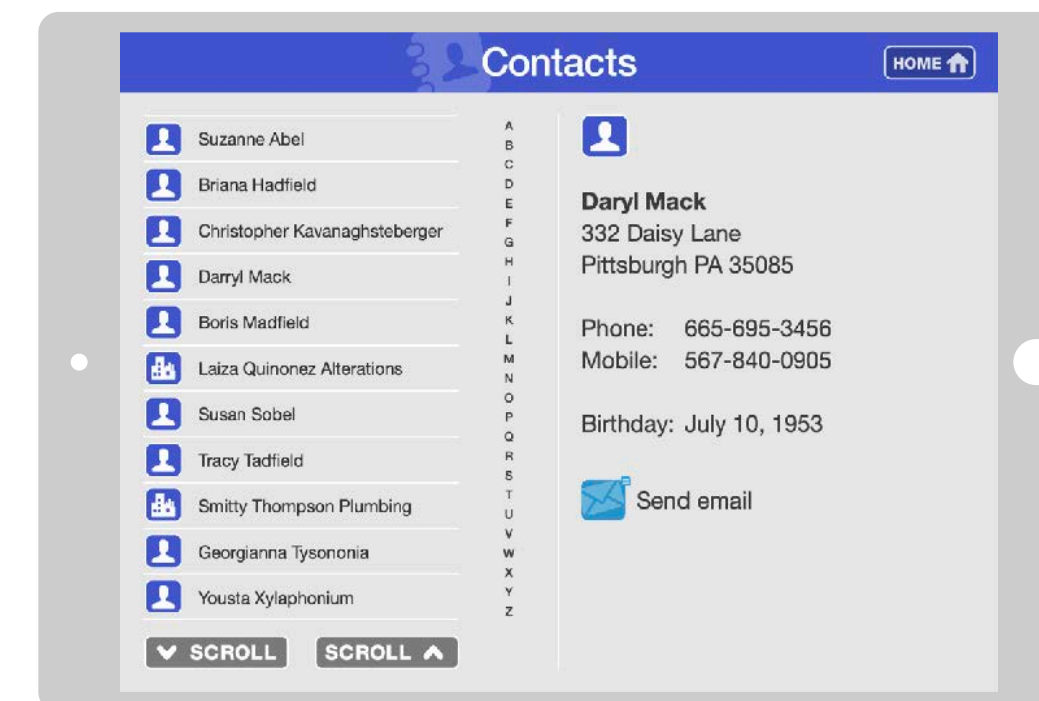 Contacts
HOME
Suzanne Abel
Briana Hadfield
Christopher Kavanaghsteberger
Darryl Mack
Boris Madfield
Laiza Quinonez Alterations
Susan Sobel
Tracy Tadfield
Smitty Thompson Plumbing
Georgianna Tysononia
Yousta Xylaphonium
SCROLL
SCROLL
A
B
C
D
E
F
G
H
I
J
K
L
M
N
O
P
Q
R
S
T
U
V
W
X
Y
Z
Daryl Mack
332 Daisy Lane
Pittsburgh PA 35085
Phone: 665-695-3456
Mobile: 567-840-0905
Birthday: July 10, 1953
Send email